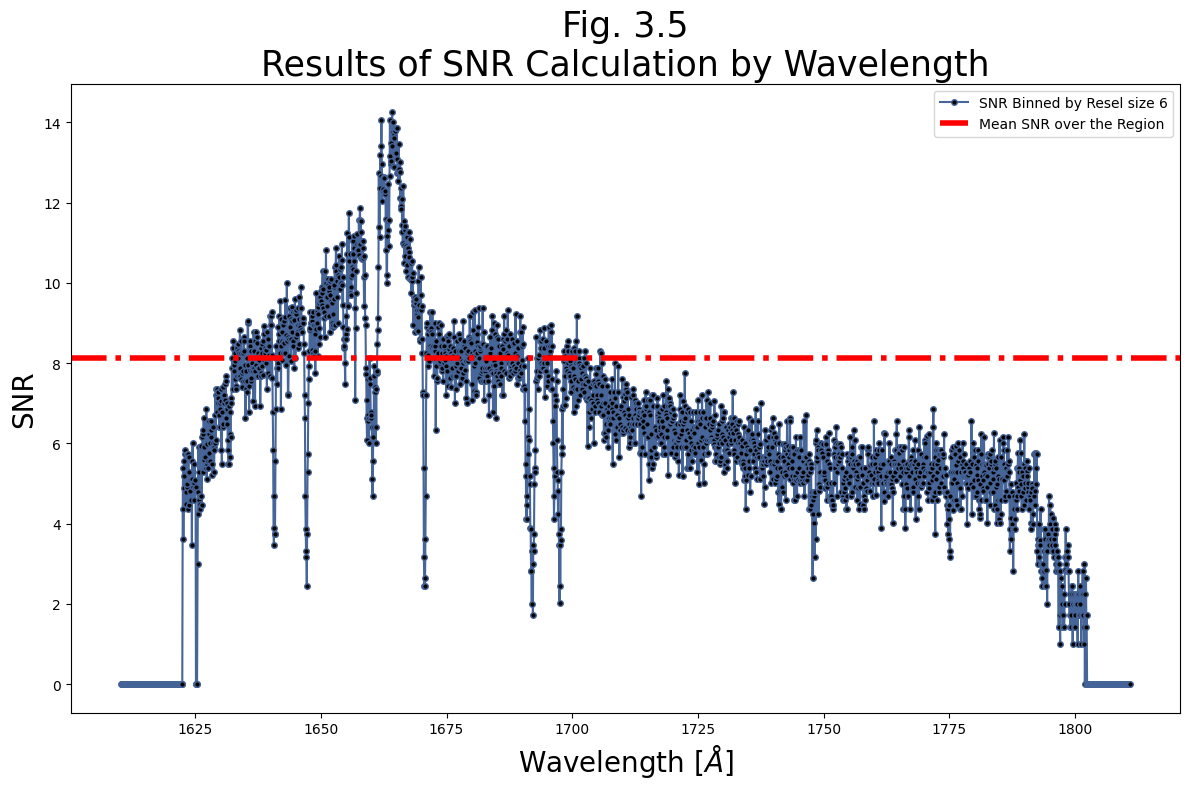 Fig. 3.5
Results of SNR Calculation by Wavelength
SNR Binned by Resel size 6
Mean SNR over the Region
14
12
10
8
6
4
2
0
SNR
1625 1650 1675 1700 1725 1750 1775 1800
Wavelength [Å]